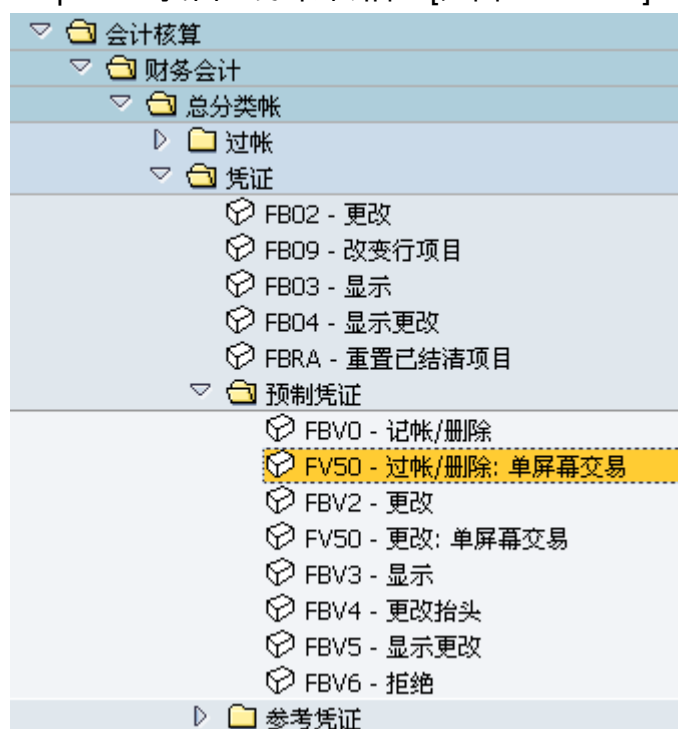 会计核算
财务会计
总分类帐
过帐
凭证
FB02 - 更改
FB09 - 改变行项目
FB03 - 显示
FB04 - 显示更改
FBRA - 重置已结清项目
预制凭证
FBV0 - 记帐/删除
FV50 - 过帐/删除: 单屏幕交易
FBV2 - 更改
FV50 - 更改: 单屏幕交易
FBV3 - 显示
FBV4 - 更改抬头
FBV5 - 显示更改
FBV6 - 拒绝
参考凭证